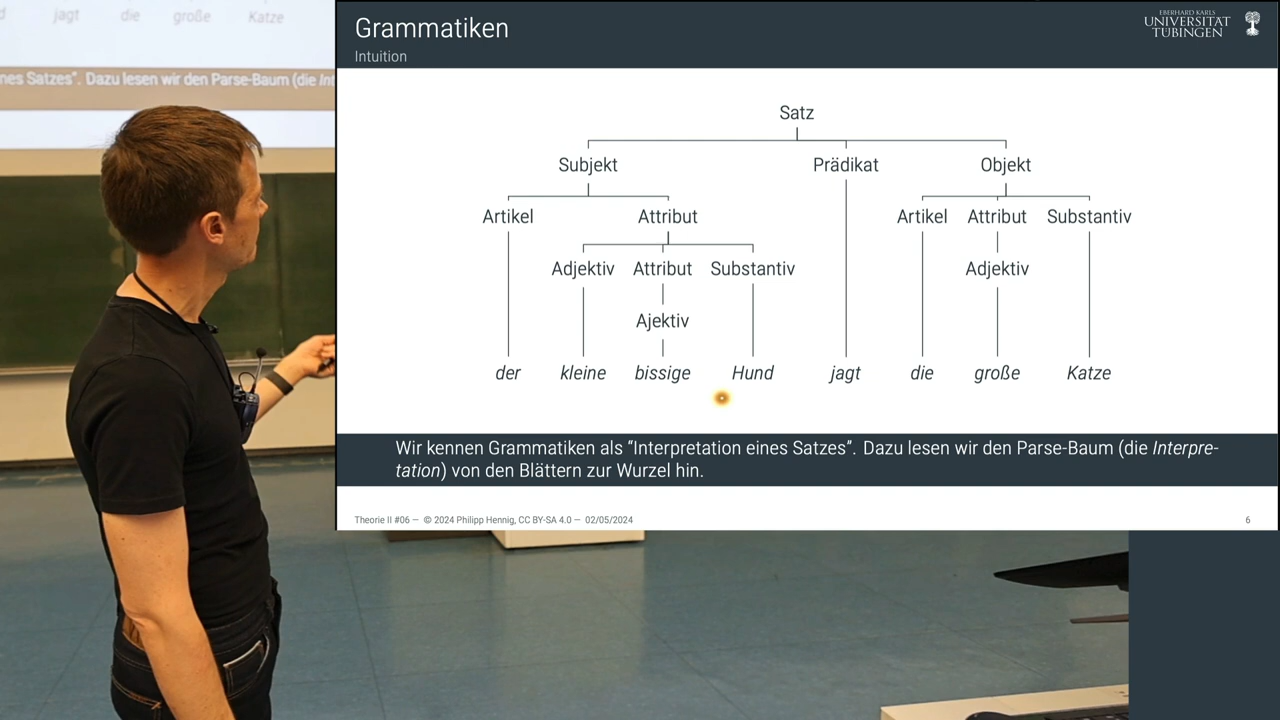 jagt die große Katze
nes Satzes". Dazu lesen wir den Parse-Baum (die Int
Grammatiken
Intuition
EBERHARD KARLS
UNIVERSITÄT
TÜBINGEN
Satz
Subjekt Prädikat Objekt
Artikel Attribut Artikel Attribut Substantiv
Adjektiv Attribut Substantiv Adjektiv
Ajektiv
der kleine bissige Hund jagt die große Katze
Wir kennen Grammatiken als "Interpretation eines Satzes". Dazu lesen wir den Parse-Baum (die Interpre-
tation) von den Blättern zur Wurzel hin.
Theorie II #06 — © 2024 Philipp Hennig, CC BY-SA 4.0 — 02/05/2024 6